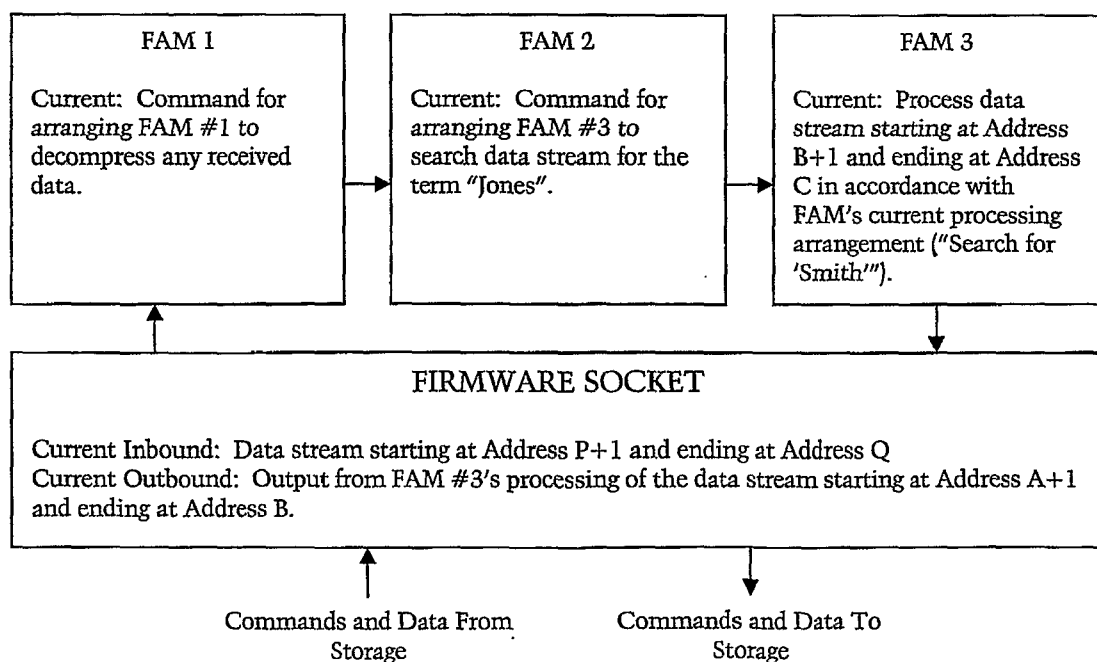 FAM 1
Current: Command for
arranging FAM #1 to
decompress any received
data.
FAM 2
Current: Command for
arranging FAM #3 to
search data stream for the
term "Jones".
FAM 3
Current: Process data
stream starting at Address
B+1 and ending at Address
C in accordance with
FAM's current processing
arrangement ("Search for
'Smith'").
FIRMWARE SOCKET
Current Inbound: Data stream starting at Address P+1 and ending at Address Q
Current Outbound: Output from FAM #3's processing of the data stream starting at Address A+1
and ending at Address B.
Commands and Data From
Storage
Commands and Data To
Storage